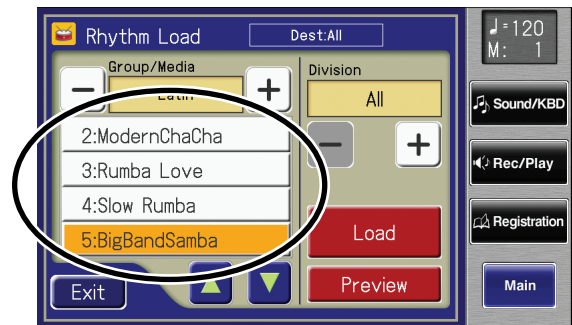 Rhythm Load
Dest:All
♩=120
M: 1
Group/Media
Division
Latin
All
2:ModernChaCha
3:Rumba Love
4:Slow Rumba
5:BigBandSamba
Load
Preview
Exit
Sound/KBD
Rec/Play
Registration
Main